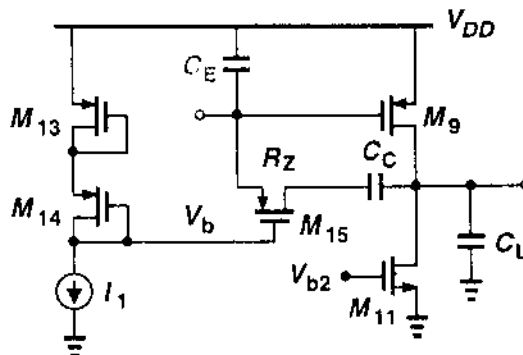 V_DD
C_E
M_13
M_9
R_Z
C_C
M_14
V_b
M_15
C_L
I_1
V_b2
M_11